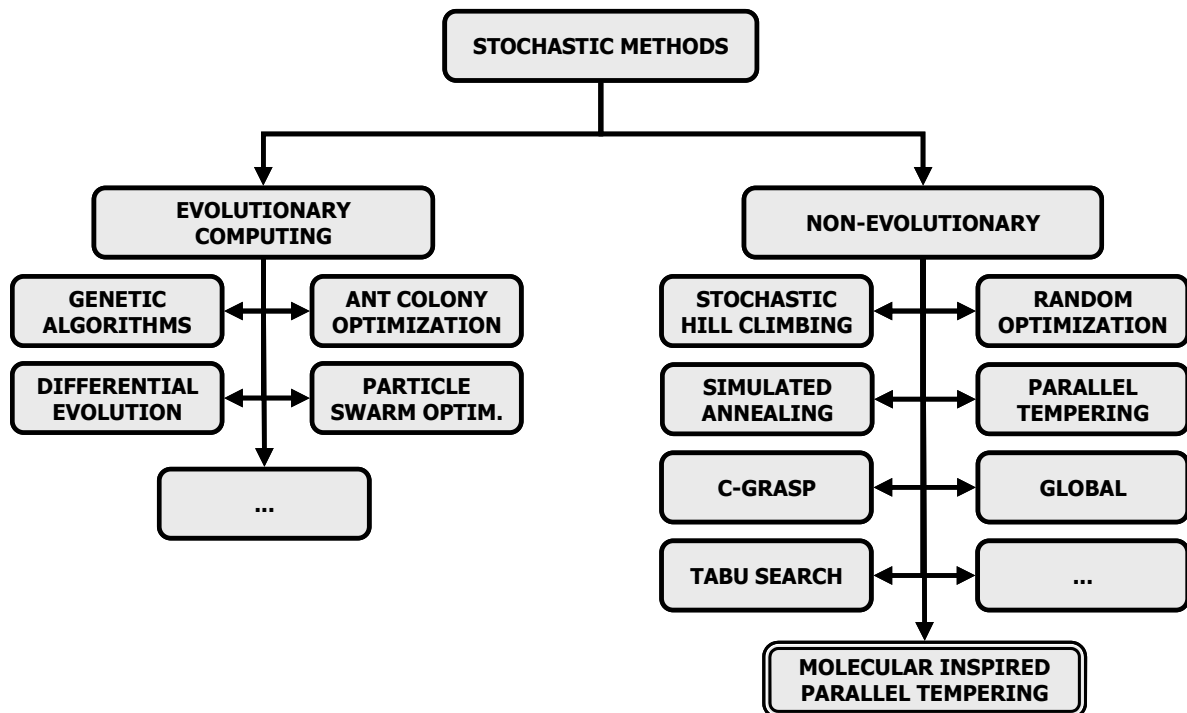 STOCHASTIC METHODS
EVOLUTIONARY
COMPUTING
GENETIC
ALGORITHMS
ANT COLONY
OPTIMIZATION
DIFFERENTIAL
EVOLUTION
PARTICLE
SWARM OPTIM.
...
NON-EVOLUTIONARY
STOCHASTIC
HILL CLIMBING
RANDOM
OPTIMIZATION
SIMULATED
ANNEALING
PARALLEL
TEMPERING
C-GRASP
GLOBAL
TABU SEARCH
...
MOLECULAR INSPIRED
PARALLEL TEMPERING